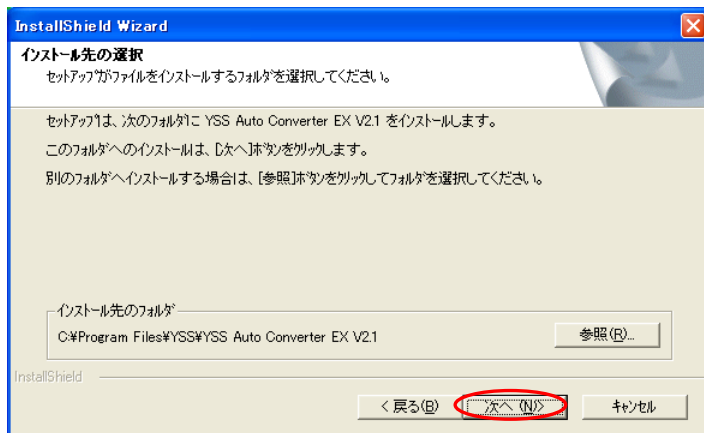 InstallShield Wizard
インストール先の選択
セットアップがファイルをインストールするフォルダを選択してください。
セットアップは、次のフォルダに YSS Auto Converter EX V2.1 をインストールします。
このフォルダへのインストールは、[次へ]ボタンをクリックします。
別のフォルダへインストールする場合は、[参照]ボタンをクリックしてフォルダを選択してください。
インストール先のフォルダ
C:¥Program Files¥YSS¥YSS Auto Converter EX V2.1
参照(R)...
InstallShield
< 戻る(B)
次へ (N)>
キャンセル